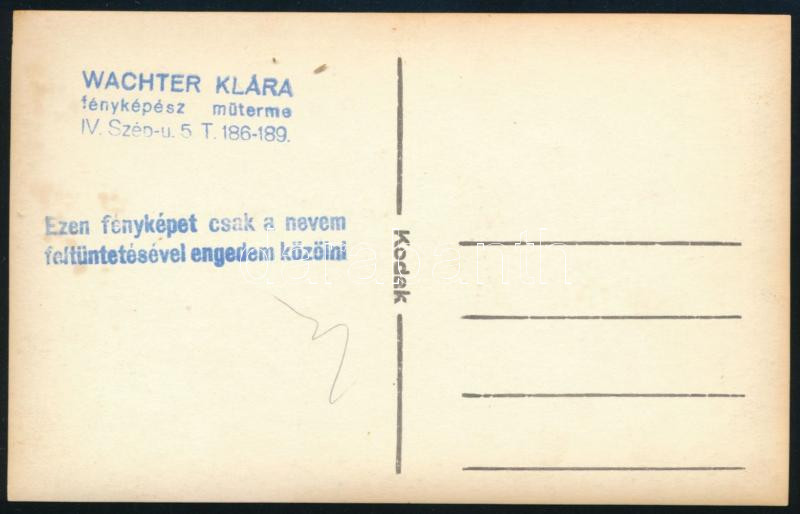 WACHTER KLÁRA
fényképész műterme
IV. Szép-u. 5. T. 186-189.
Ezen fényképet csak a nevem
feltüntetésével engedem közölni
Kodak